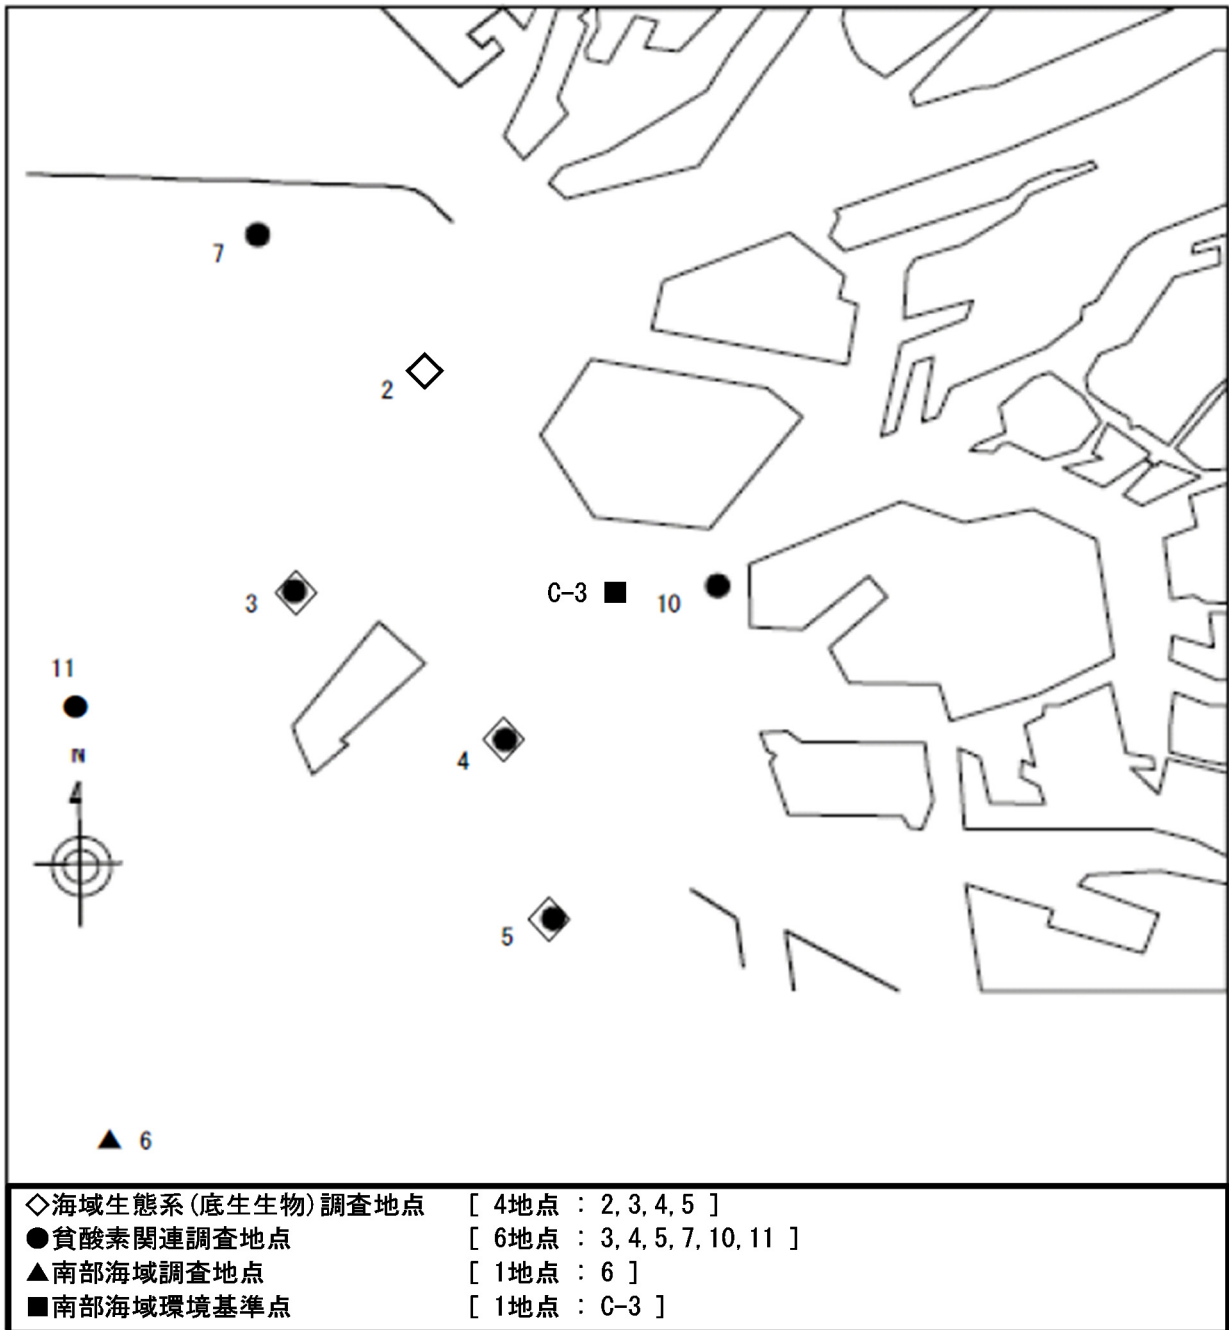 7
2
3
C-3
10
11
N
4
5
6
◇海域生態系(底生生物)調査地点 [ 4地点 : 2,3,4,5 ]
●貧酸素関連調査地点 [ 6地点 : 3,4,5,7,10,11 ]
▲南部海域調査地点 [ 1地点 : 6 ]
■南部海域環境基準点 [ 1地点 : C-3 ]